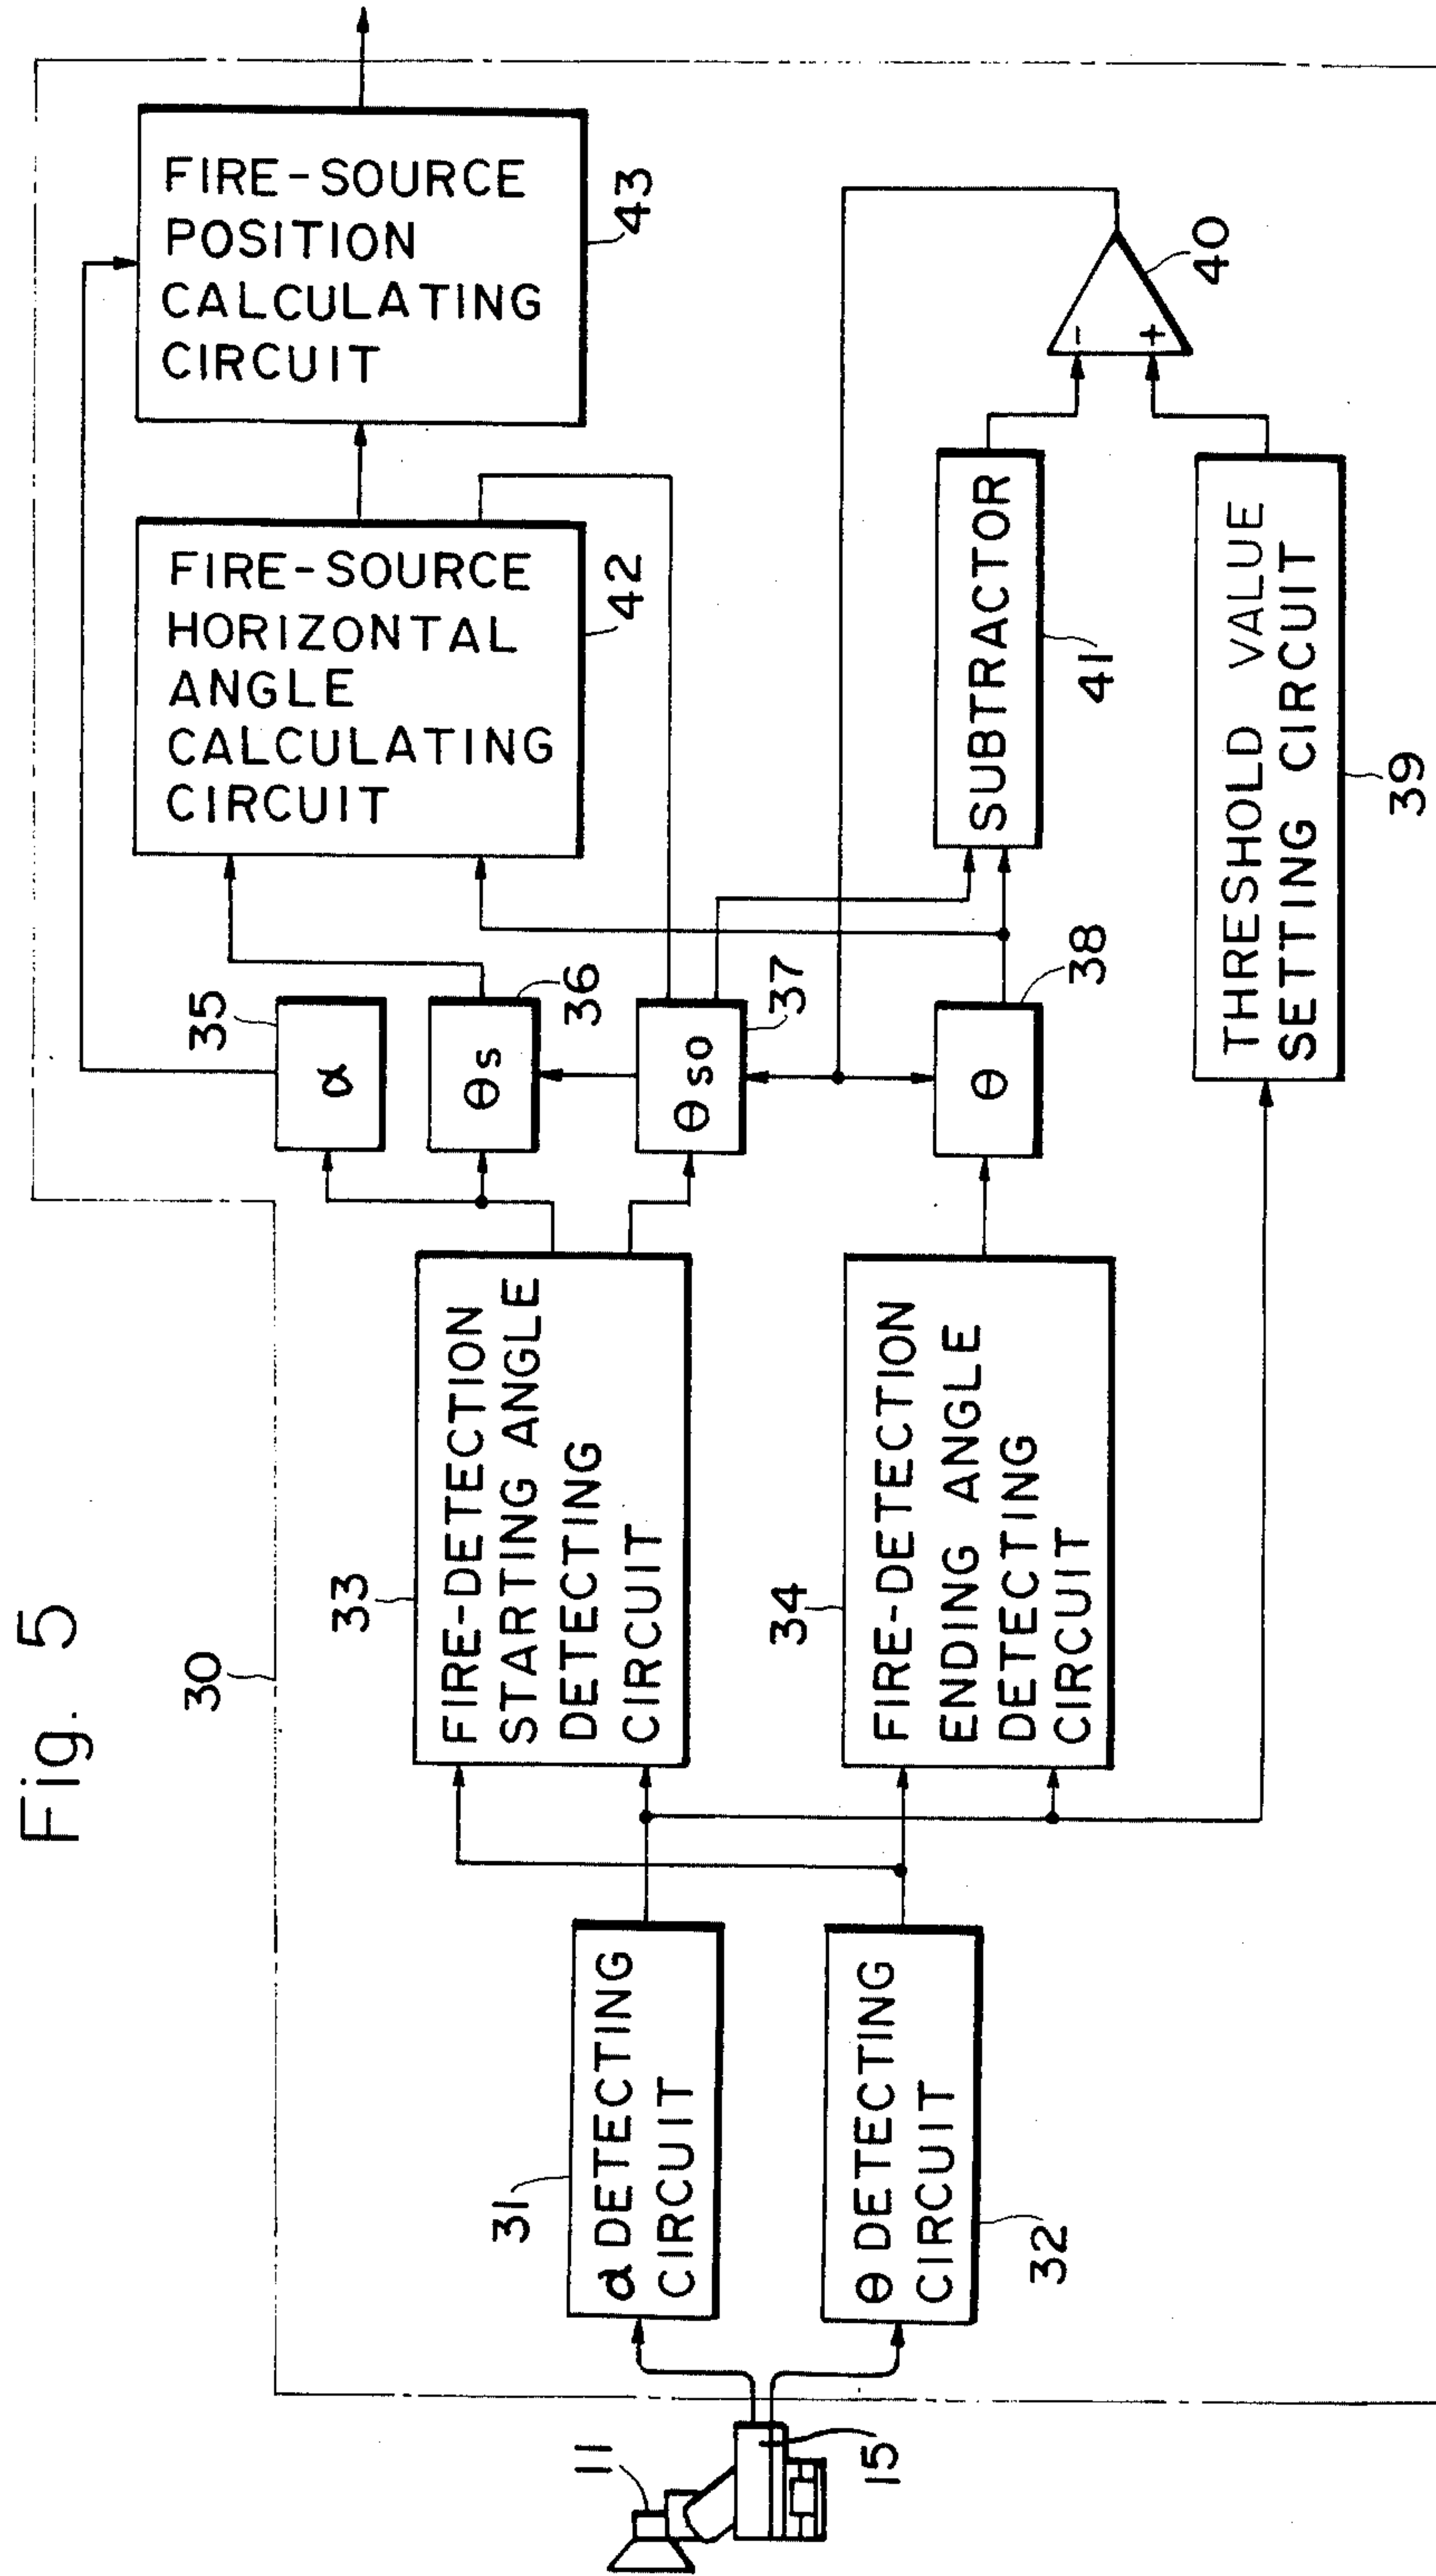 Fig. 5
30
11
15
31
α DETECTING
CIRCUIT
θ DETECTING
CIRCUIT
32
33
FIRE-DETECTION
STARTING ANGLE
DETECTING
CIRCUIT
34
FIRE-DETECTION
ENDING ANGLE
DETECTING
CIRCUIT
35
α
θs
36
θso
37
θ
38
FIRE-SOURCE
HORIZONTAL
ANGLE
CALCULATING
CIRCUIT
42
FIRE-SOURCE
POSITION
CALCULATING
CIRCUIT
43
SUBTRACTOR
41
THRESHOLD VALUE
SETTING CIRCUIT
39
-
+
40